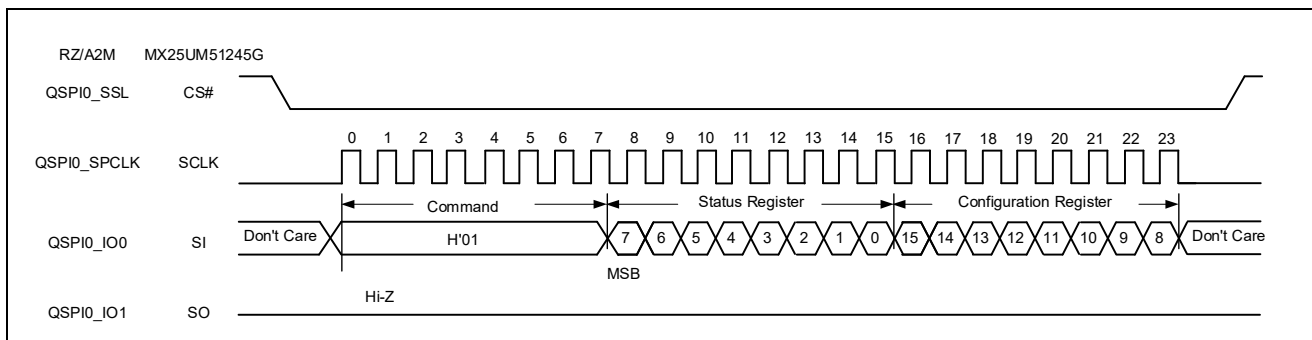 RZ/A2M MX25UM51245G
QSPI0_SSL CS#
0 1 2 3 4 5 6 7 8 9 10 11 12 13 14 15 16 17 18 19 20 21 22 23
QSPI0_SPCLK SCLK
Command Status Register Configuration Register
QSPI0_IO0 SI Don't Care H'01 7 6 5 4 3 2 1 0 15 14 13 12 11 10 9 8 Don't Care
MSB
Hi-Z
QSPI0_IO1 SO